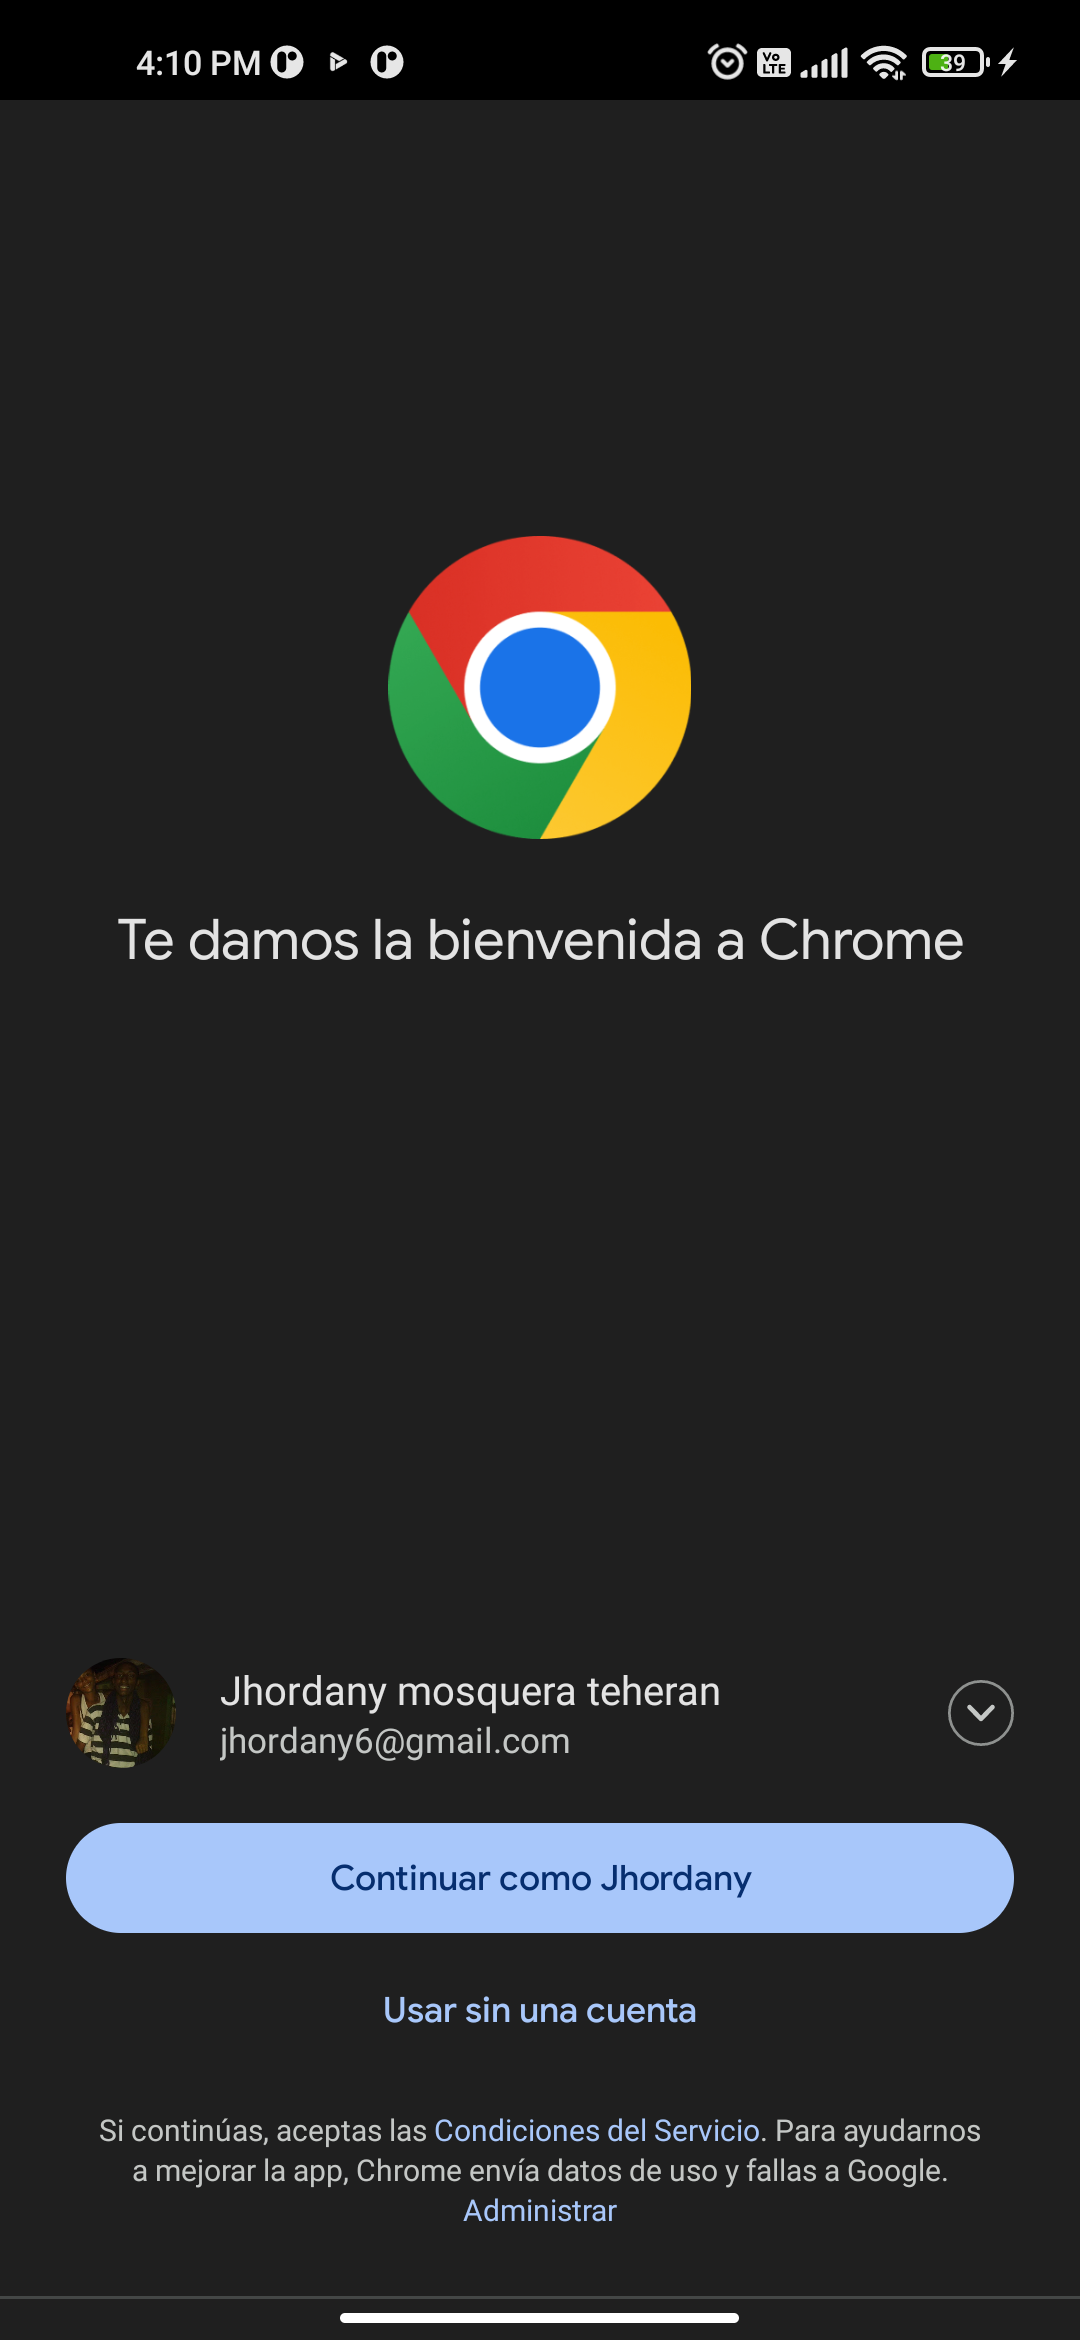 4:10 PM
Vo
LTE
39
Te damos la bienvenida a Chrome
Jhordany mosquera teheran
jhordany6@gmail.com
Continuar como Jhordany
Usar sin una cuenta
Si continúas, aceptas las Condiciones del Servicio. Para ayudarnos
a mejorar la app, Chrome envía datos de uso y fallas a Google.
Administrar